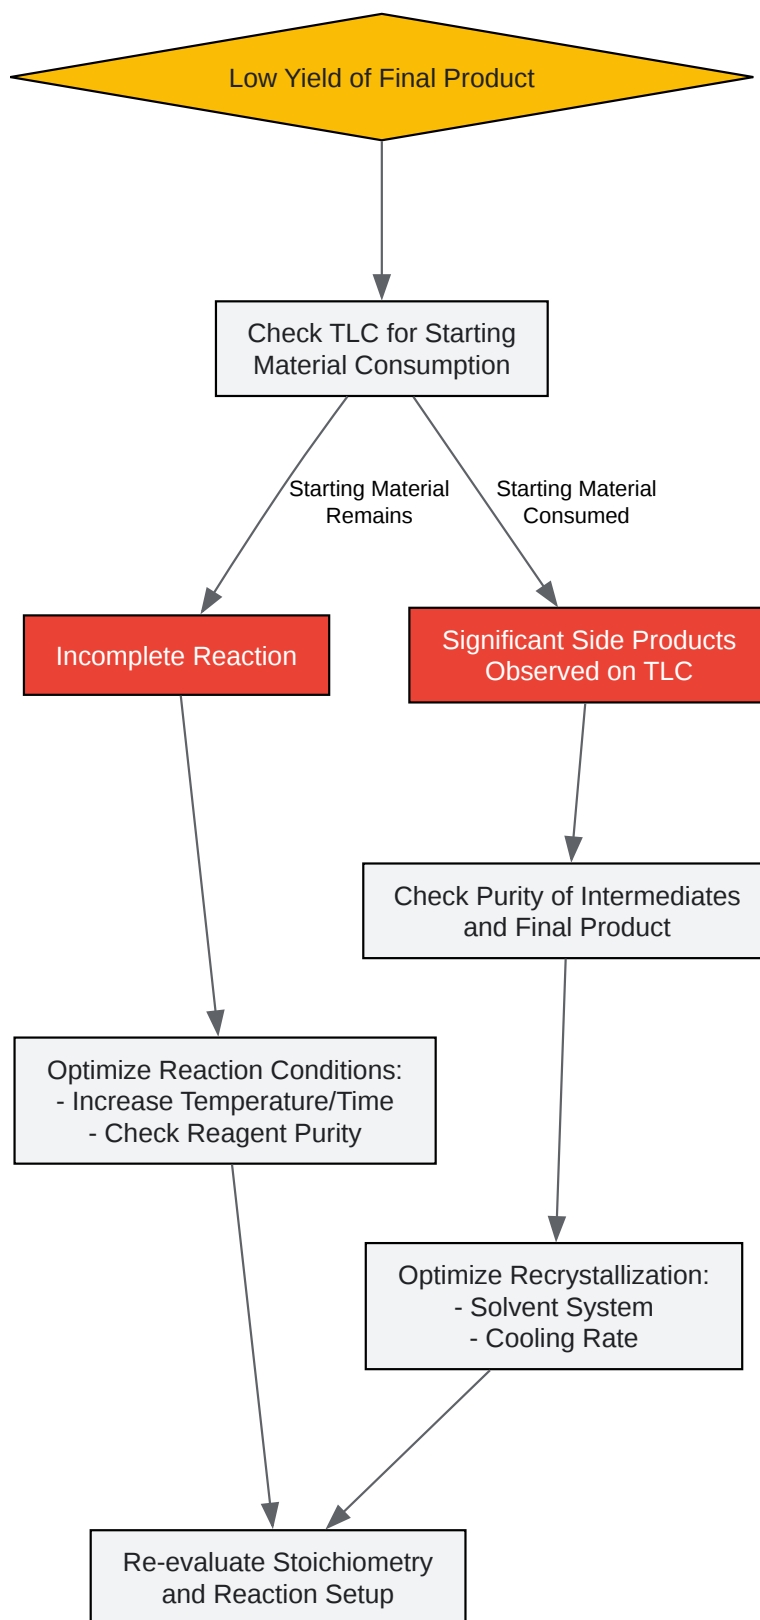 Low Yield of Final Product
Check TLC for Starting
Material Consumption
Starting Material
Remains
Starting Material
Consumed
Incomplete Reaction
Significant Side Products
Observed on TLC
Check Purity of Intermediates
and Final Product
Optimize Reaction Conditions:
- Increase Temperature/Time
- Check Reagent Purity
Optimize Recrystallization:
- Solvent System
- Cooling Rate
Re-evaluate Stoichiometry
and Reaction Setup